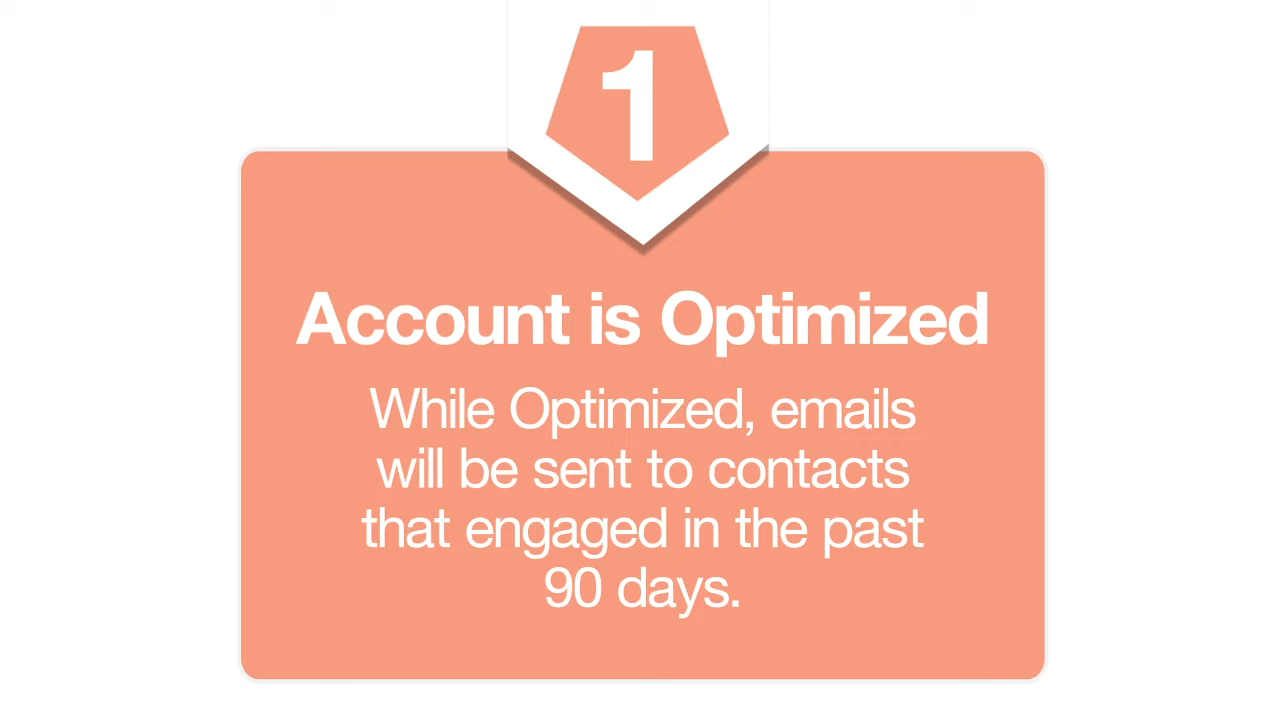 1
Account is Optimized
While Optimized, emails
will be sent to contacts
that engaged in the past
90 days.